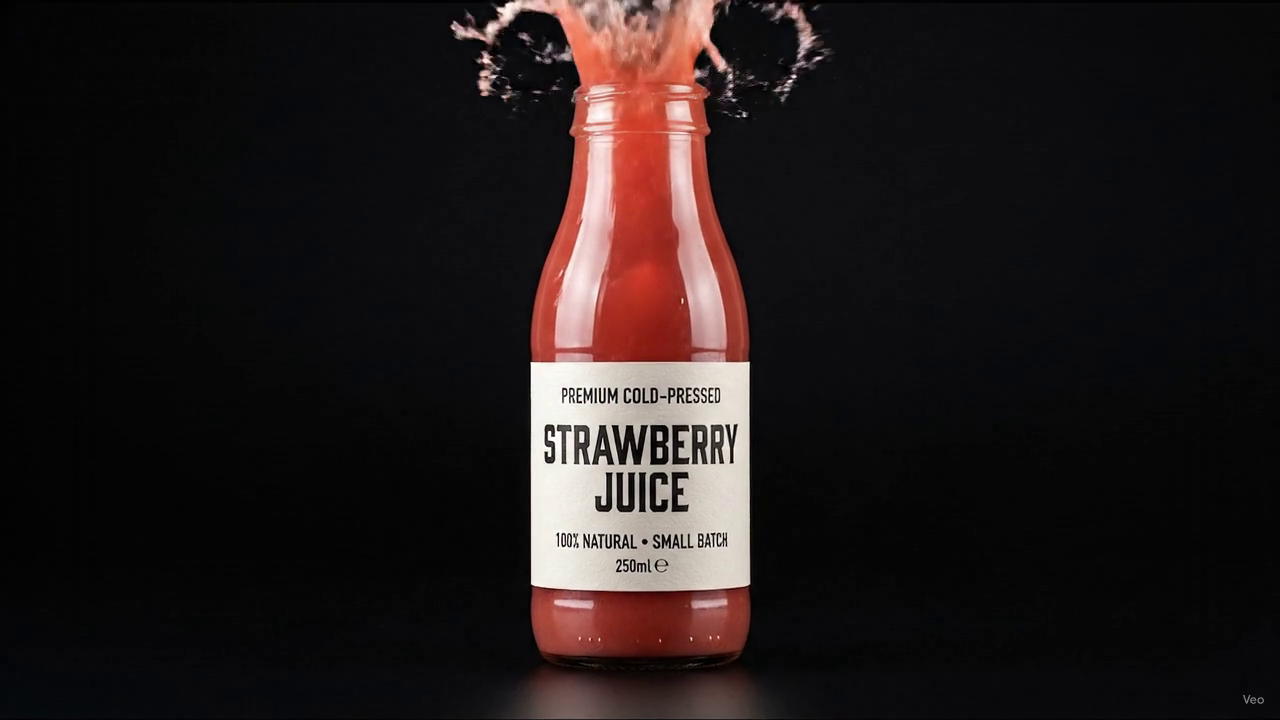 PREMIUM COLD-PRESSED
STRAWBERRY
JUICE
100% NATURAL • SMALL BATCH
250ml ℮
Veo